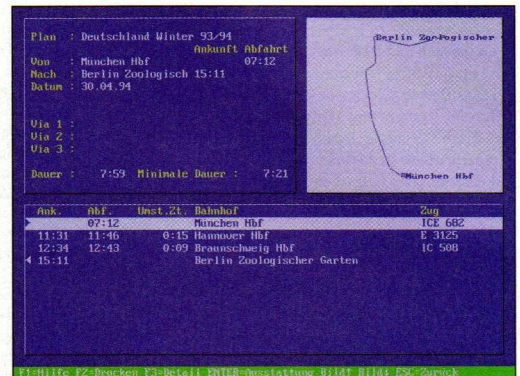 Plan : Deutschland Winter 93/94
Ankunft Abfahrt
Von : München Hbf 07:12
Nach : Berlin Zoologisch 15:11
Datum : 30.04.94
Via 1 :
Via 2 :
Via 3 :
Dauer : 7:59 Minimale Dauer : 7:21
Berlin Zoologischer
München Hbf
Ank. Abf. Umst.Zt. Bahnhof Zug
07:12 München Hbf ICE 682
11:31 11:46 0:15 Hannover Hbf E 3125
12:34 12:43 0:09 Braunschweig Hbf IC 508
15:11 Berlin Zoologischer Garten
F1=Hilfe F2=Drucken F3=Detail ENTER=Ausstattung Bild↑ Bild↓ ESC=Zurück